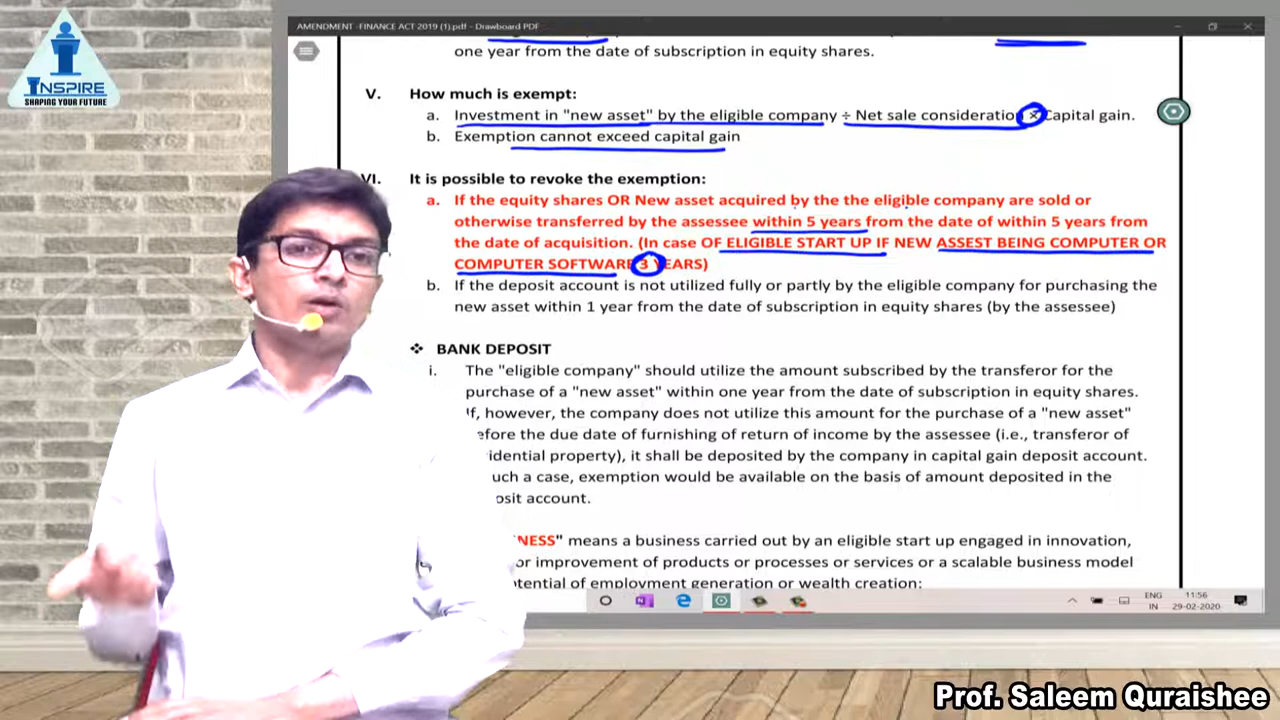 AMENDMENT -FINANCE ACT 2019 (1).pdf - Drawboard PDF
INSPIRE
SHAPING YOUR FUTURE
one year from the date of subscription in equity shares.
V. How much is exempt:
a. Investment in "new asset" by the eligible company ÷ Net sale consideration × Capital gain.
b. Exemption cannot exceed capital gain
VI. It is possible to revoke the exemption:
a. If the equity shares OR New asset acquired by the the eligible company are sold or
otherwise transferred by the assessee within 5 years from the date of within 5 years from
the date of acquisition. (In case OF ELIGIBLE START UP IF NEW ASSEST BEING COMPUTER OR
COMPUTER SOFTWARE 3 YEARS)
b. If the deposit account is not utilized fully or partly by the eligible company for purchasing the
new asset within 1 year from the date of subscription in equity shares (by the assessee)
❖ BANK DEPOSIT
i. The "eligible company" should utilize the amount subscribed by the transferor for the
purchase of a "new asset" within one year from the date of subscription in equity shares.
If, however, the company does not utilize this amount for the purchase of a "new asset"
efore the due date of furnishing of return of income by the assessee (i.e., transferor of
idential property), it shall be deposited by the company in capital gain deposit account.
uch a case, exemption would be available on the basis of amount deposited in the
osit account.
NESS" means a business carried out by an eligible start up engaged in innovation,
or improvement of products or processes or services or a scalable business model
tential of employment generation or wealth creation:
ENG
IN
11:56
29-02-2020
Prof. Saleem Quraishee